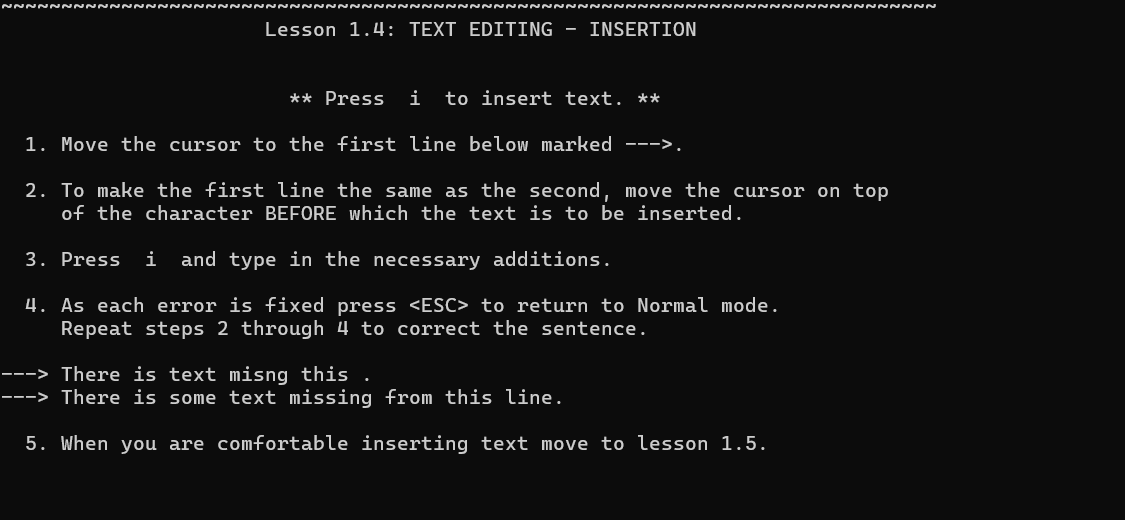 ~~~~~~~~~~~~~~~~~~~~~~~~~~~~~~~~~~~~~~~~~~~~~~~~~~~~~~~~~~~~~~~~~~~~~~~~~~~~~~
Lesson 1.4: TEXT EDITING - INSERTION
** Press  i  to insert text. **
1. Move the cursor to the first line below marked --->.
2. To make the first line the same as the second, move the cursor on top
of the character BEFORE which the text is to be inserted.
3. Press  i  and type in the necessary additions.
4. As each error is fixed press <ESC> to return to Normal mode.
Repeat steps 2 through 4 to correct the sentence.
---> There is text misng this .
---> There is some text missing from this line.
5. When you are comfortable inserting text move to lesson 1.5.